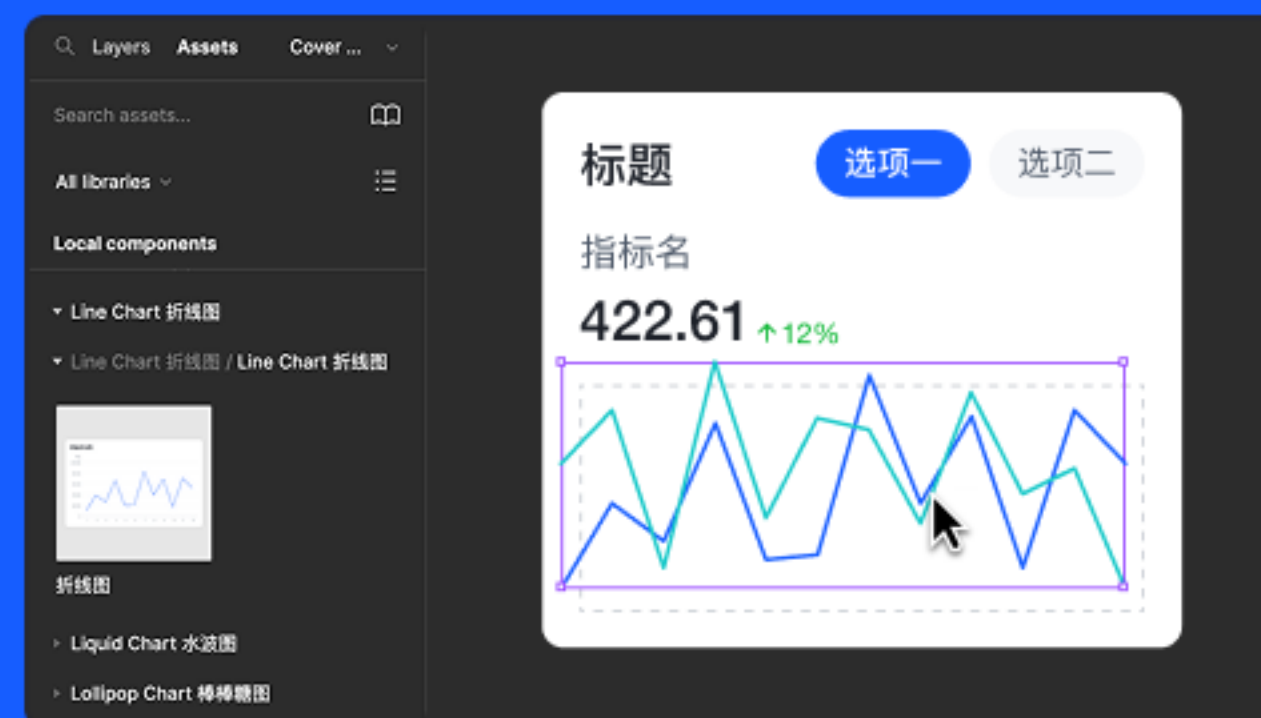 Layers Assets Cover ...
Search assets...
All libraries
Local components
Line Chart 折线图
Line Chart 折线图 / Line Chart 折线图
折线图
Liquid Chart 水波图
Lollipop Chart 棒棒糖图
标题 选项一 选项二
指标名
422.61 ↑12%